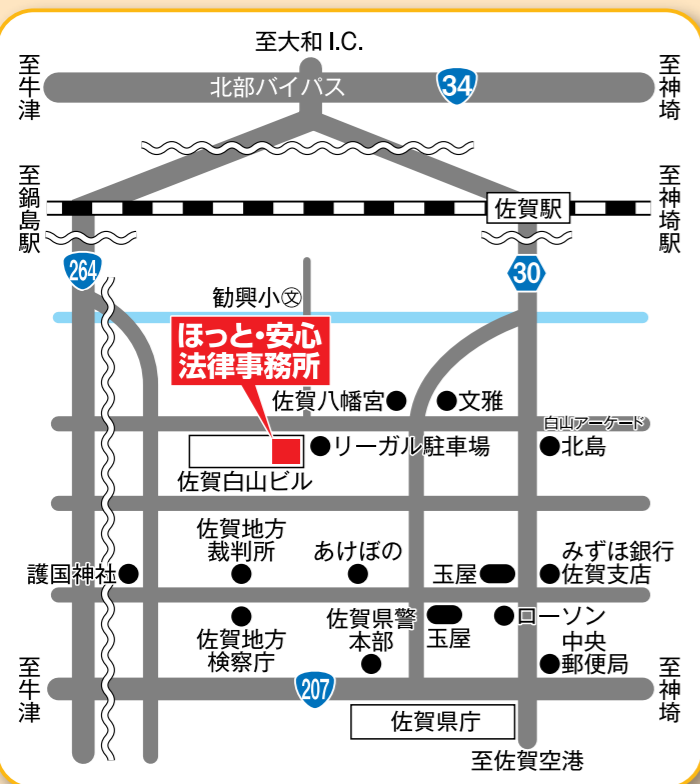 至大和 I.C.
至牛津
北部バイパス
34
至神埼
至鍋島駅
佐賀駅
至神埼駅
264
30
勧興小㊫
ほっと・安心
法律事務所
佐賀八幡宮
文雅
白山アーケード
リーガル駐車場
北島
佐賀白山ビル
佐賀地方
裁判所
あけぼの
護国神社
玉屋
みずほ銀行
佐賀支店
佐賀地方
検察庁
佐賀県警
本部
玉屋
ローソン
中央
郵便局
至牛津
207
至神埼
佐賀県庁
至佐賀空港